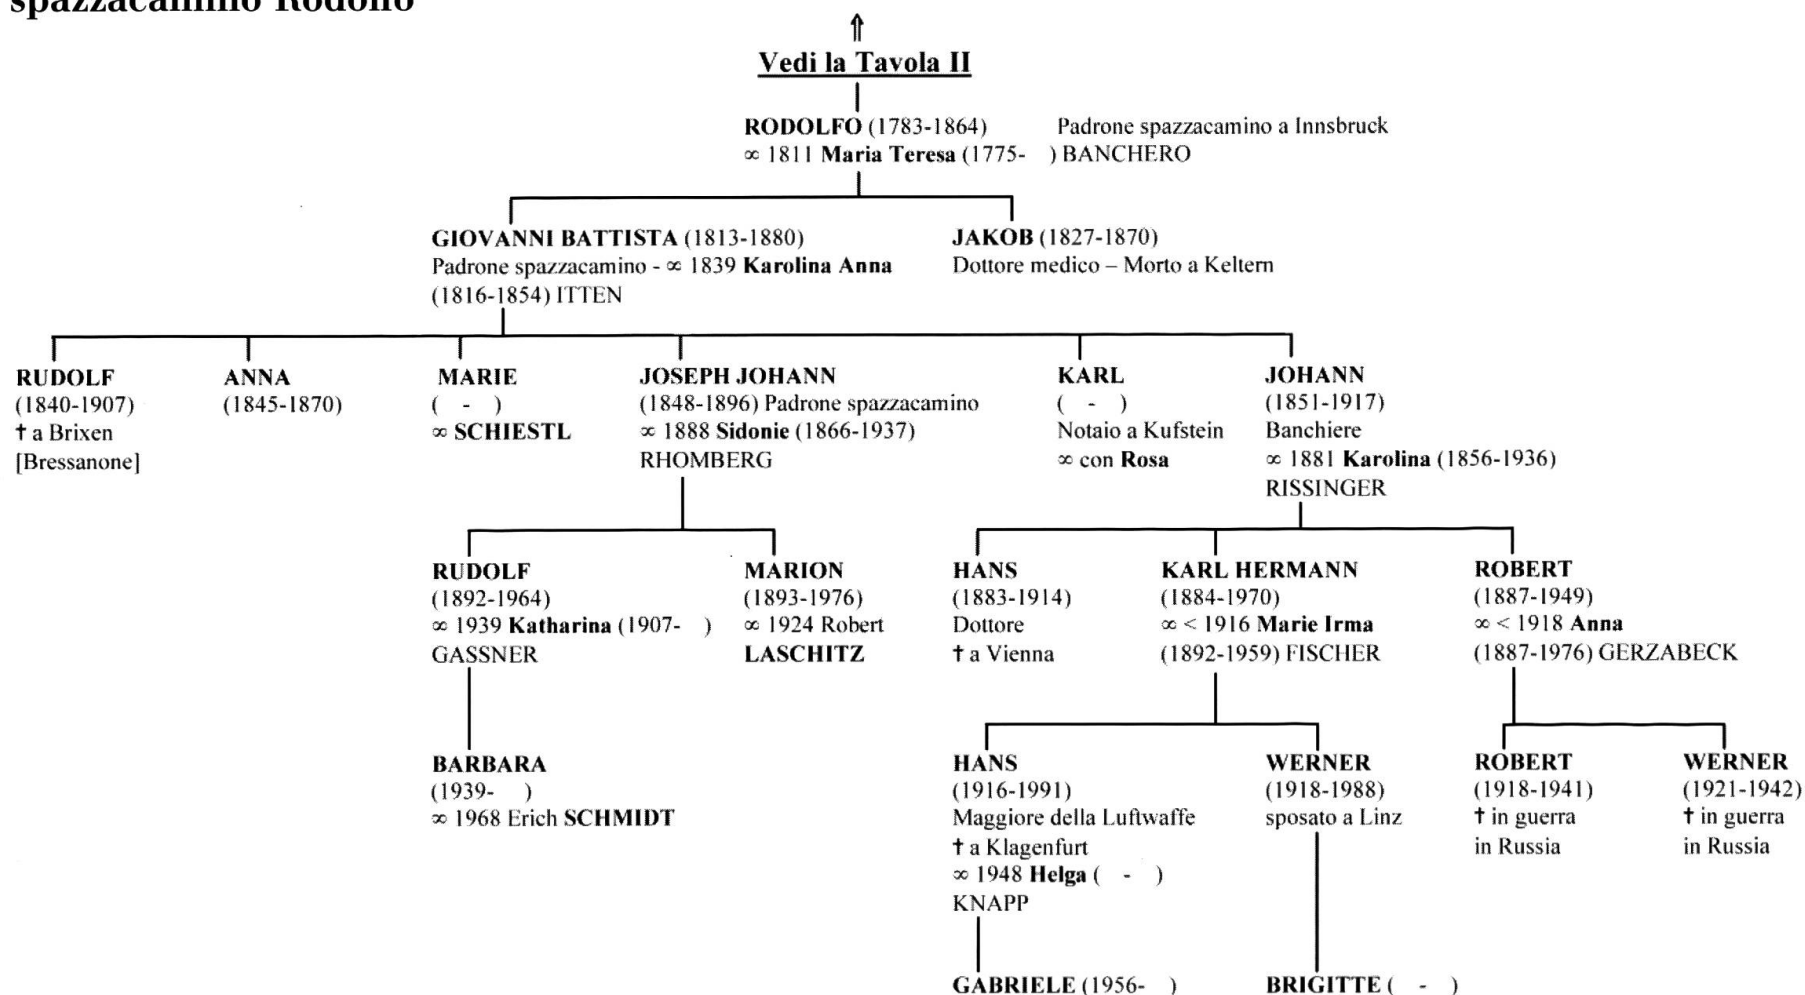 spazzacamino Rodolfo
⇑
Vedi la Tavola II
RODOLFO (1783-1864) Padrone spazzacamino a Innsbruck
∞ 1811 Maria Teresa (1775- ) BANCHERO
GIOVANNI BATTISTA (1813-1880)
Padrone spazzacamino - ∞ 1839 Karolina Anna
(1816-1854) ITTEN
JAKOB (1827-1870)
Dottore medico – Morto a Keltern
RUDOLF
(1840-1907)
✝ a Brixen
[Bressanone]
ANNA
(1845-1870)
MARIE
( - )
∞ SCHIESTL
JOSEPH JOHANN
(1848-1896) Padrone spazzacamino
∞ 1888 Sidonie (1866-1937)
RHOMBERG
KARL
( - )
Notaio a Kufstein
∞ con Rosa
JOHANN
(1851-1917)
Banchiere
∞ 1881 Karolina (1856-1936)
RISSINGER
RUDOLF
(1892-1964)
∞ 1939 Katharina (1907- )
GASSNER
MARION
(1893-1976)
∞ 1924 Robert
LASCHITZ
HANS
(1883-1914)
Dottore
✝ a Vienna
KARL HERMANN
(1884-1970)
∞ < 1916 Marie Irma
(1892-1959) FISCHER
ROBERT
(1887-1949)
∞ < 1918 Anna
(1887-1976) GERZABECK
BARBARA
(1939- )
∞ 1968 Erich SCHMIDT
HANS
(1916-1991)
Maggiore della Luftwaffe
✝ a Klagenfurt
∞ 1948 Helga ( - )
KNAPP
WERNER
(1918-1988)
sposato a Linz
ROBERT
(1918-1941)
✝ in guerra
in Russia
WERNER
(1921-1942)
✝ in guerra
in Russia
GABRIELE (1956- )
BRIGITTE ( - )